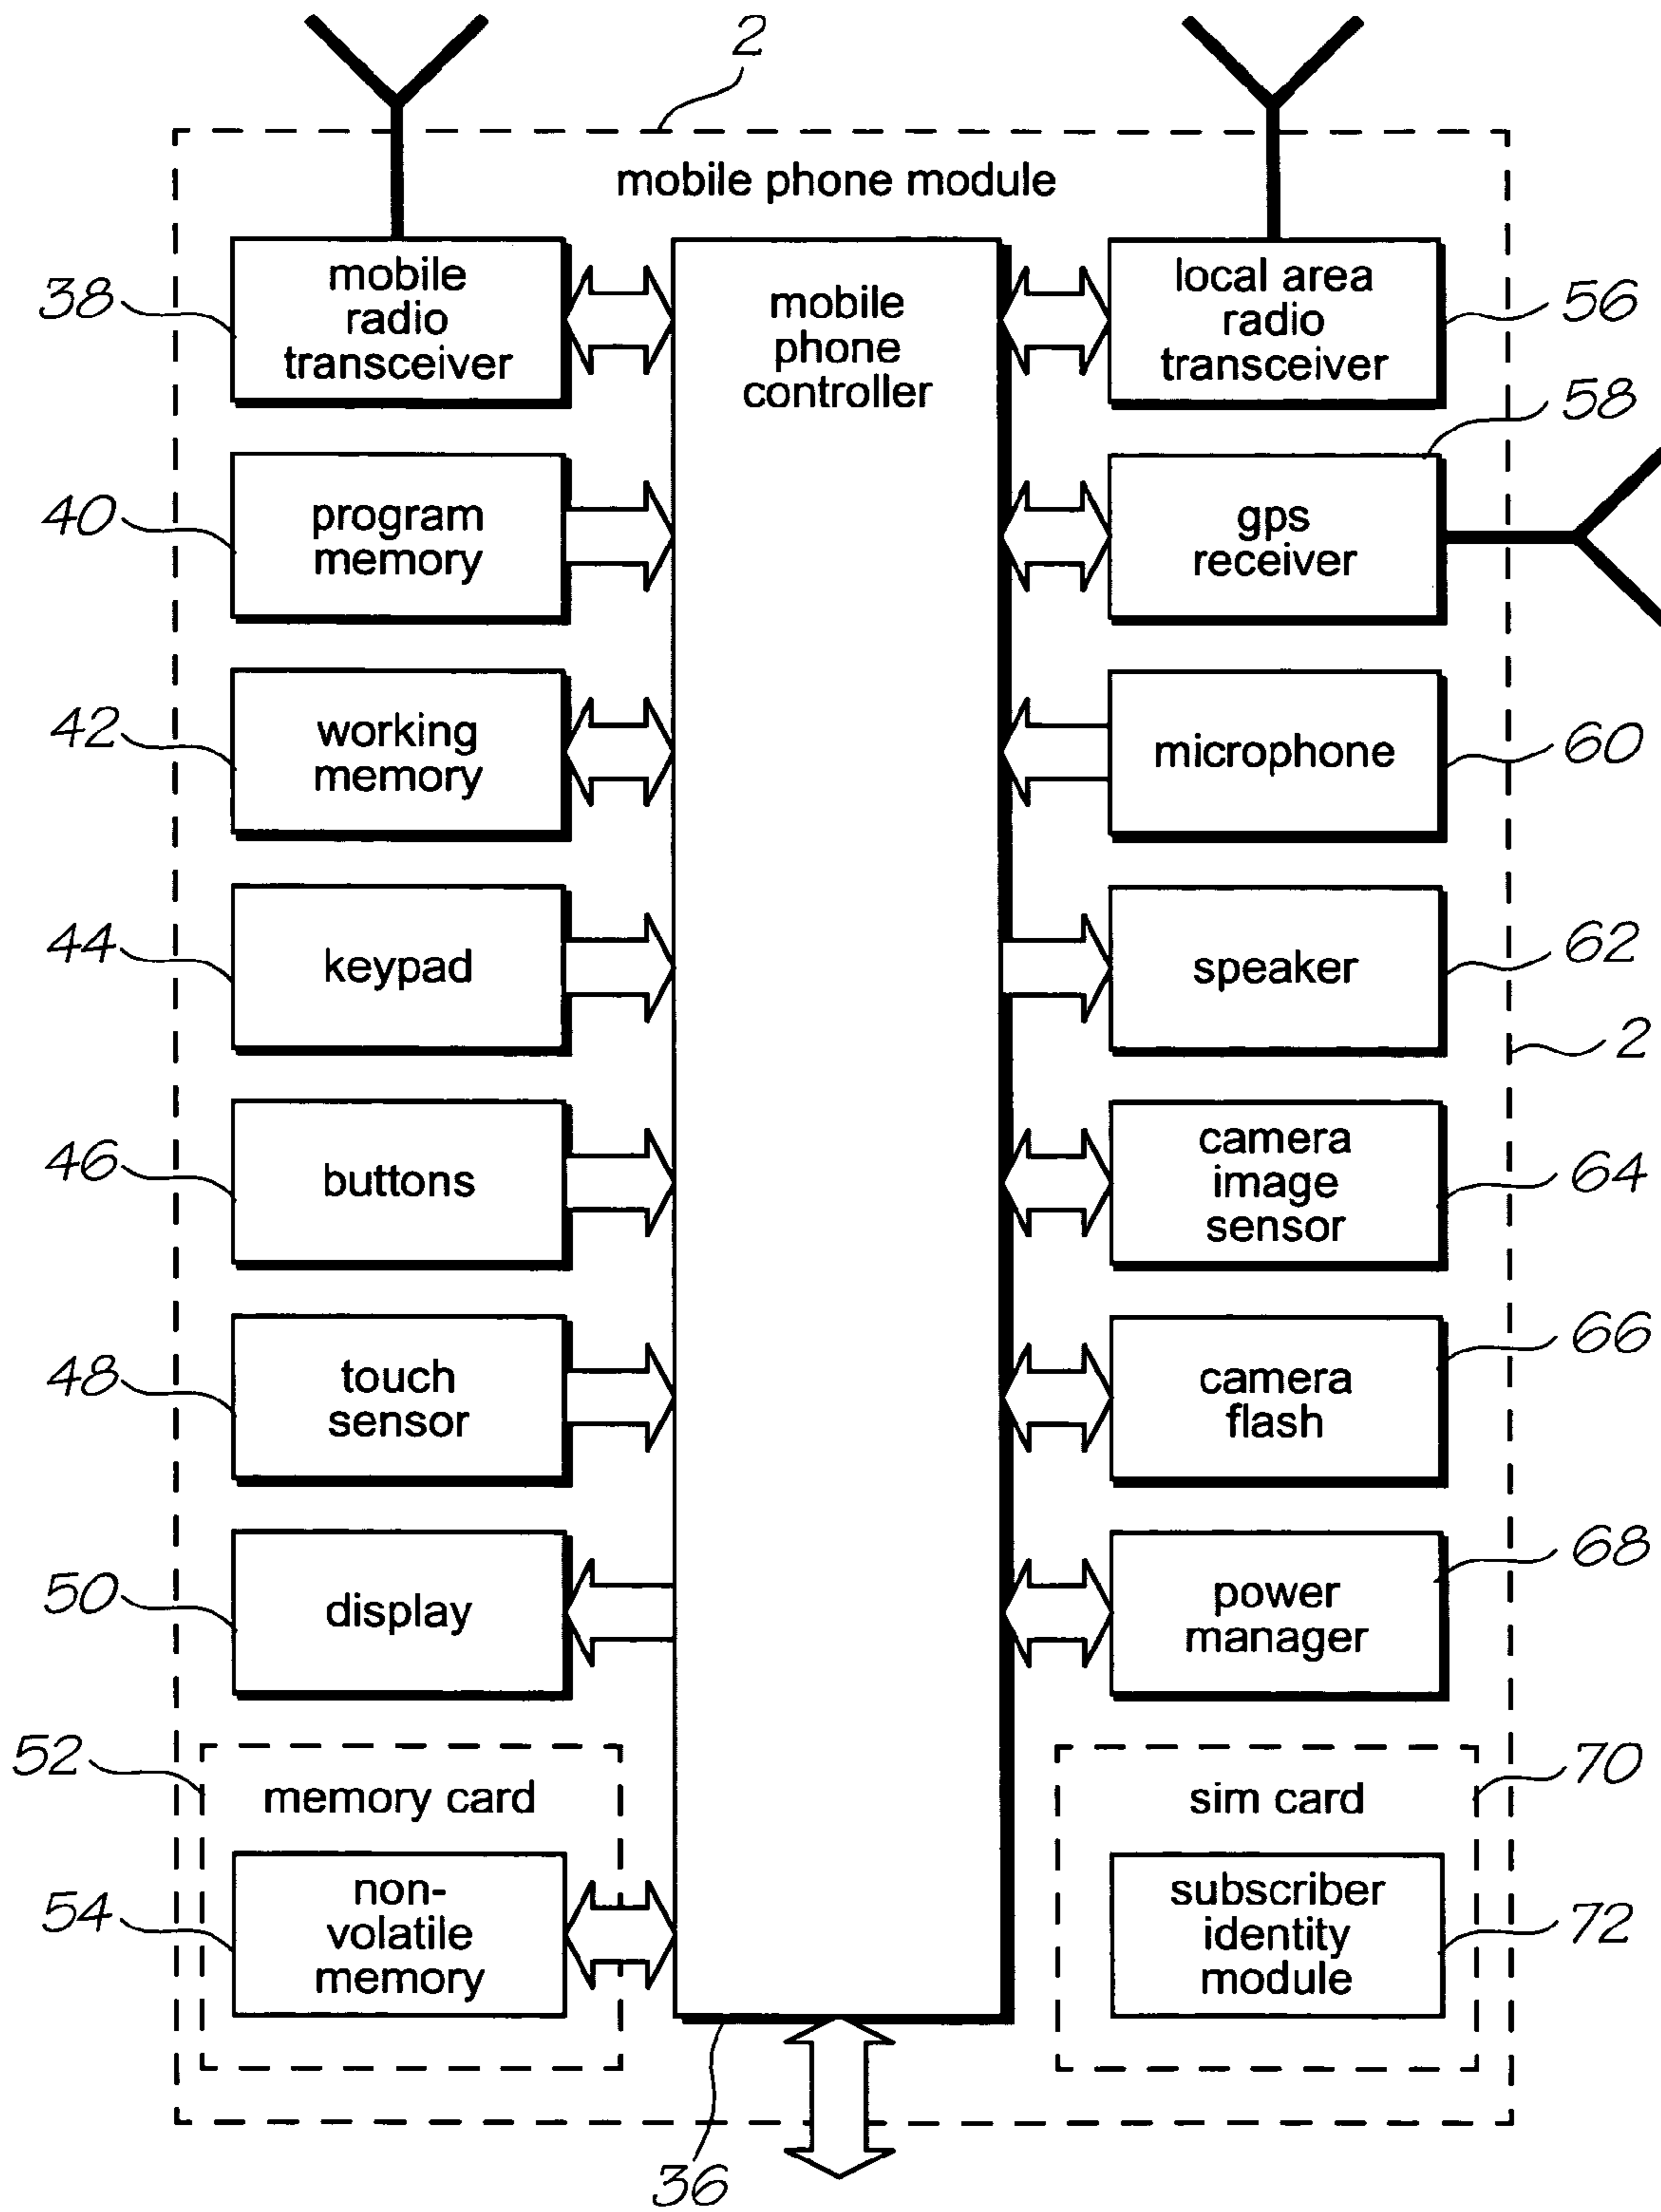 2
mobile phone module
38
mobile
radio
transceiver
mobile
phone
controller
local area
radio
transceiver
56
58
40
program
memory
gps
receiver
42
working
memory
microphone
60
44
keypad
speaker
62
2
46
buttons
camera
image
sensor
64
48
touch
sensor
camera
flash
66
50
display
power
manager
68
52
memory card
sim card
70
54
non-
volatile
memory
subscriber
identity
module
72
36